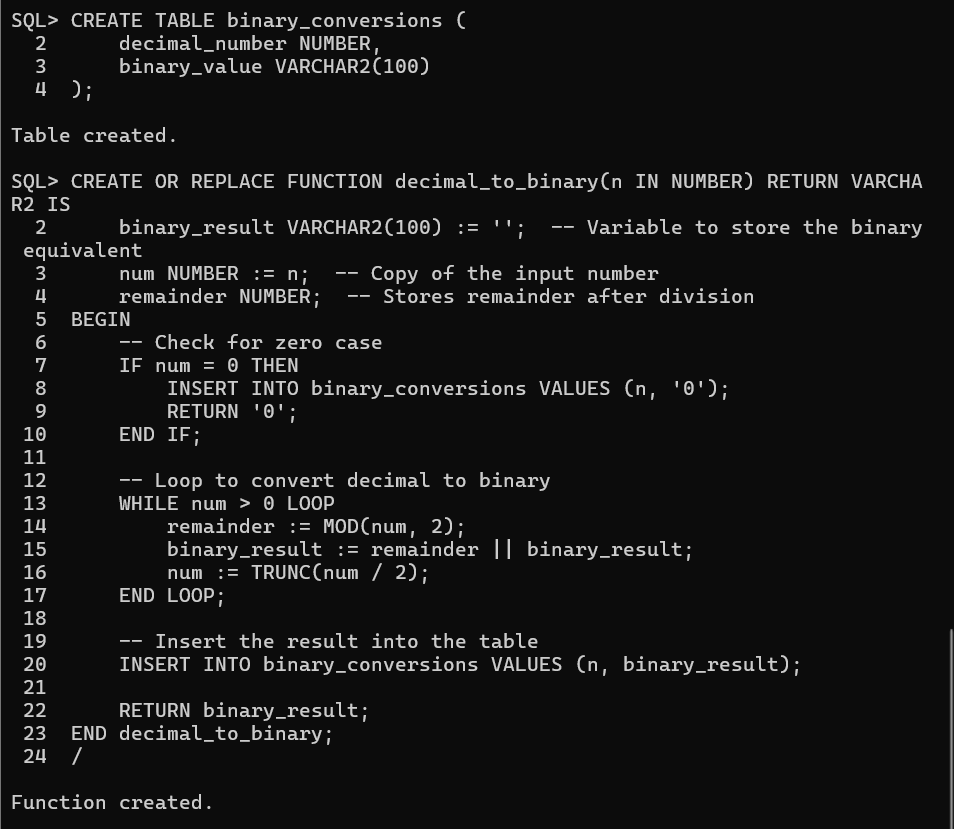 SQL> CREATE TABLE binary_conversions (
  2      decimal_number NUMBER,
  3      binary_value VARCHAR2(100)
  4  );
Table created.
SQL> CREATE OR REPLACE FUNCTION decimal_to_binary(n IN NUMBER) RETURN VARCHA
R2 IS
  2      binary_result VARCHAR2(100) := '';  -- Variable to store the binary
 equivalent
  3      num NUMBER := n;  -- Copy of the input number
  4      remainder NUMBER;  -- Stores remainder after division
  5  BEGIN
  6      -- Check for zero case
  7      IF num = 0 THEN
  8          INSERT INTO binary_conversions VALUES (n, '0');
  9          RETURN '0';
 10      END IF;
 11
 12      -- Loop to convert decimal to binary
 13      WHILE num > 0 LOOP
 14          remainder := MOD(num, 2);
 15          binary_result := remainder || binary_result;
 16          num := TRUNC(num / 2);
 17      END LOOP;
 18
 19      -- Insert the result into the table
 20      INSERT INTO binary_conversions VALUES (n, binary_result);
 21
 22      RETURN binary_result;
 23  END decimal_to_binary;
 24  /
Function created.